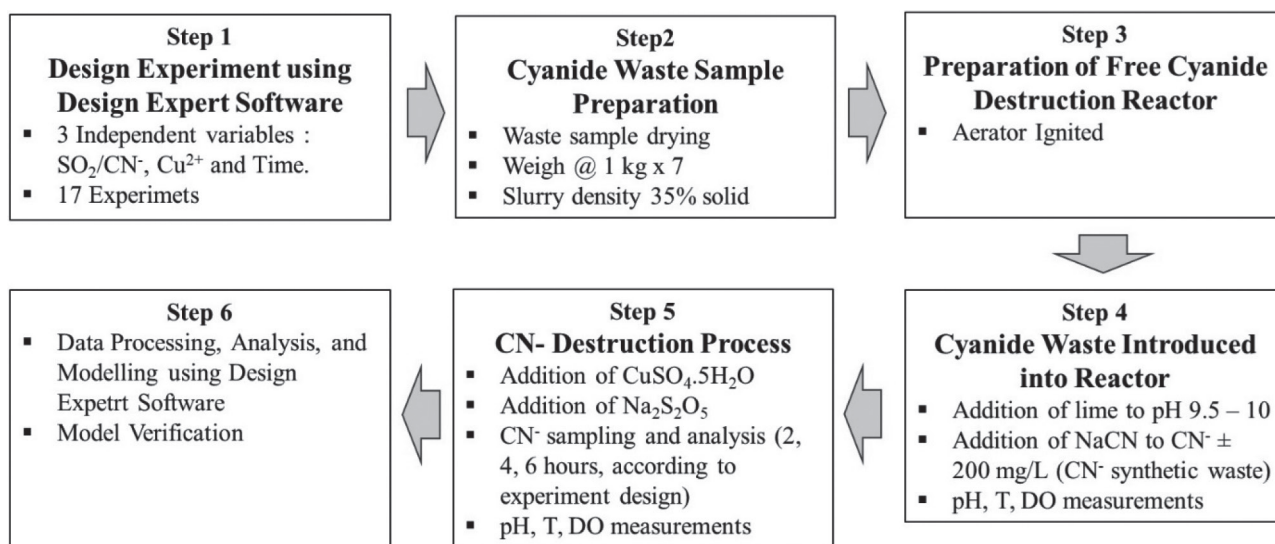 Step 1
Design Experiment using
Design Expert Software
▪ 3 Independent variables :
SO₂/CN⁻, Cu²⁺ and Time.
▪ 17 Experimets
Step2
Cyanide Waste Sample
Preparation
▪ Waste sample drying
▪ Weigh @ 1 kg x 7
▪ Slurry density 35% solid
Step 3
Preparation of Free Cyanide
Destruction Reactor
▪ Aerator Ignited
Step 4
Cyanide Waste Introduced
into Reactor
▪ Addition of lime to pH 9.5 – 10
▪ Addition of NaCN to CN⁻ ±
200 mg/L (CN⁻ synthetic waste)
▪ pH, T, DO measurements
Step 5
CN- Destruction Process
▪ Addition of CuSO₄.5H₂O
▪ Addition of Na₂S₂O₅
▪ CN⁻ sampling and analysis (2,
4, 6 hours, according to
experiment design)
▪ pH, T, DO measurements
Step 6
▪ Data Processing, Analysis, and
Modelling using Design
Expetrt Software
▪ Model Verification